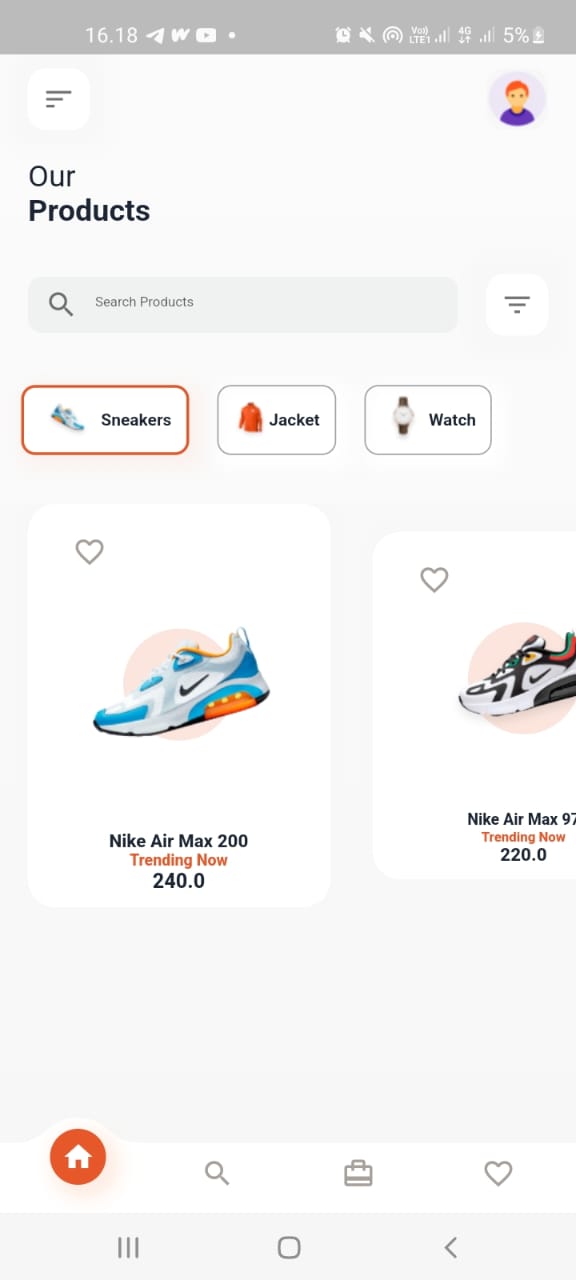 16.18
Vo))
LTE1
4G
5%
Our
Products
Search Products
Sneakers
Jacket
Watch
Nike Air Max 200
Trending Now
240.0
Nike Air Max 97
Trending Now
220.0